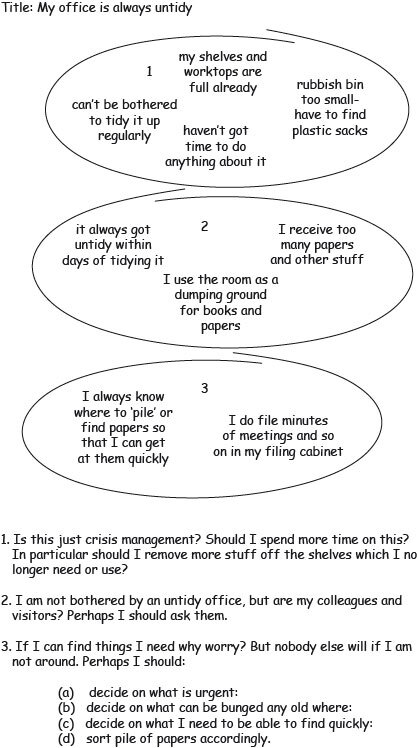 Title: My office is always untidy
1
my shelves and
worktops are
full already
can't be bothered
to tidy it up
regularly
haven't got
time to do
anything about it
rubbish bin
too small-
have to find
plastic sacks
2
it always got
untidy within
days of tidying it
I receive too
many papers
and other stuff
I use the room as a
dumping ground
for books and
papers
3
I always know
where to 'pile' or
find papers so
that I can get
at them quickly
I do file minutes
of meetings and so
on in my filing cabinet
1. Is this just crisis management? Should I spend more time on this?
In particular should I remove more stuff off the shelves which I no
longer need or use?
2. I am not bothered by an untidy office, but are my colleagues and
visitors? Perhaps I should ask them.
3. If I can find things I need why worry? But nobody else will if I am
not around. Perhaps I should:
(a) decide on what is urgent:
(b) decide on what can be bunged any old where:
(c) decide on what I need to be able to find quickly:
(d) sort pile of papers accordingly.